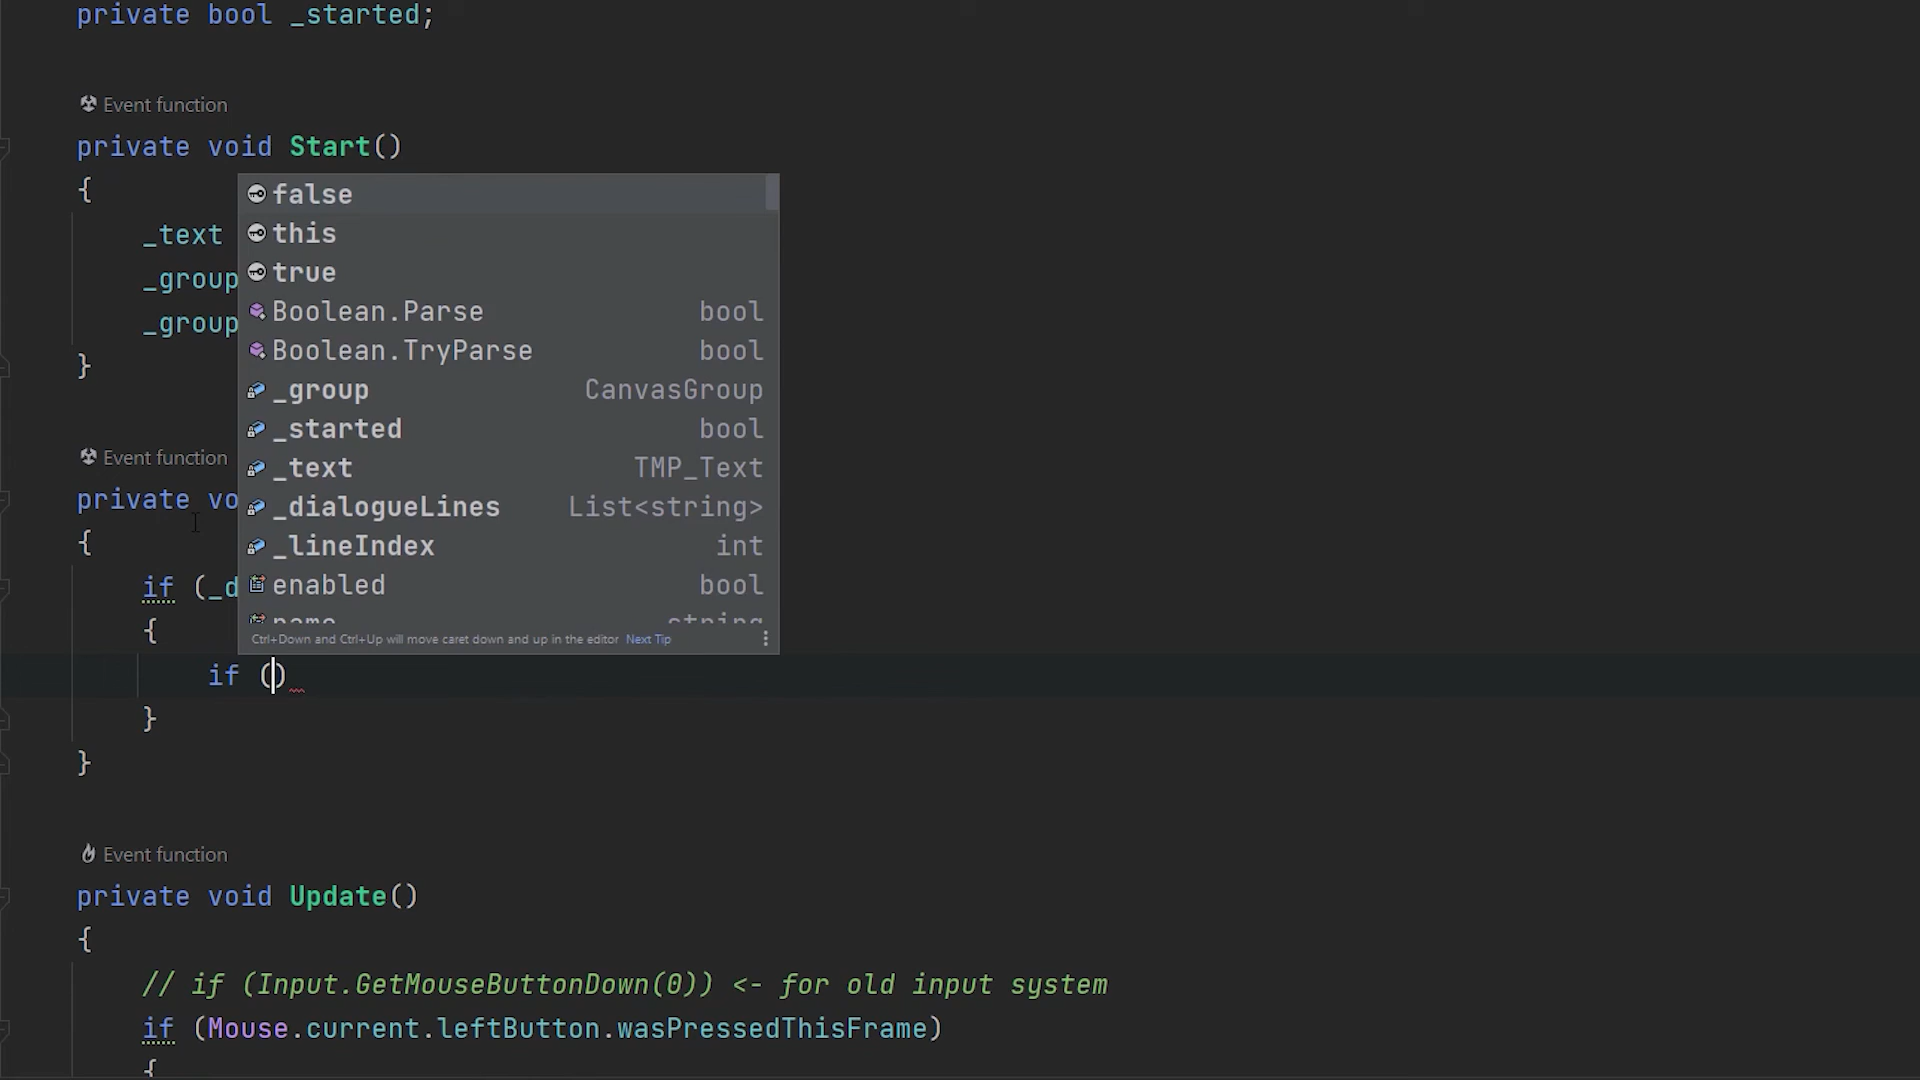 private bool _started;
Event function
private void Start()
{
_text
_group
_group
}
false
this
true
Boolean.Parse bool
Boolean.TryParse bool
_group CanvasGroup
_started bool
_text TMP_Text
_dialogueLines List<string>
_lineIndex int
enabled bool
name string
Ctrl+Down and Ctrl+Up will move caret down and up in the editor Next Tip
Event function
private vo
{
if (_d
{
if ()
}
}
Event function
private void Update()
{
// if (Input.GetMouseButtonDown(0)) <- for old input system
if (Mouse.current.leftButton.wasPressedThisFrame)
{